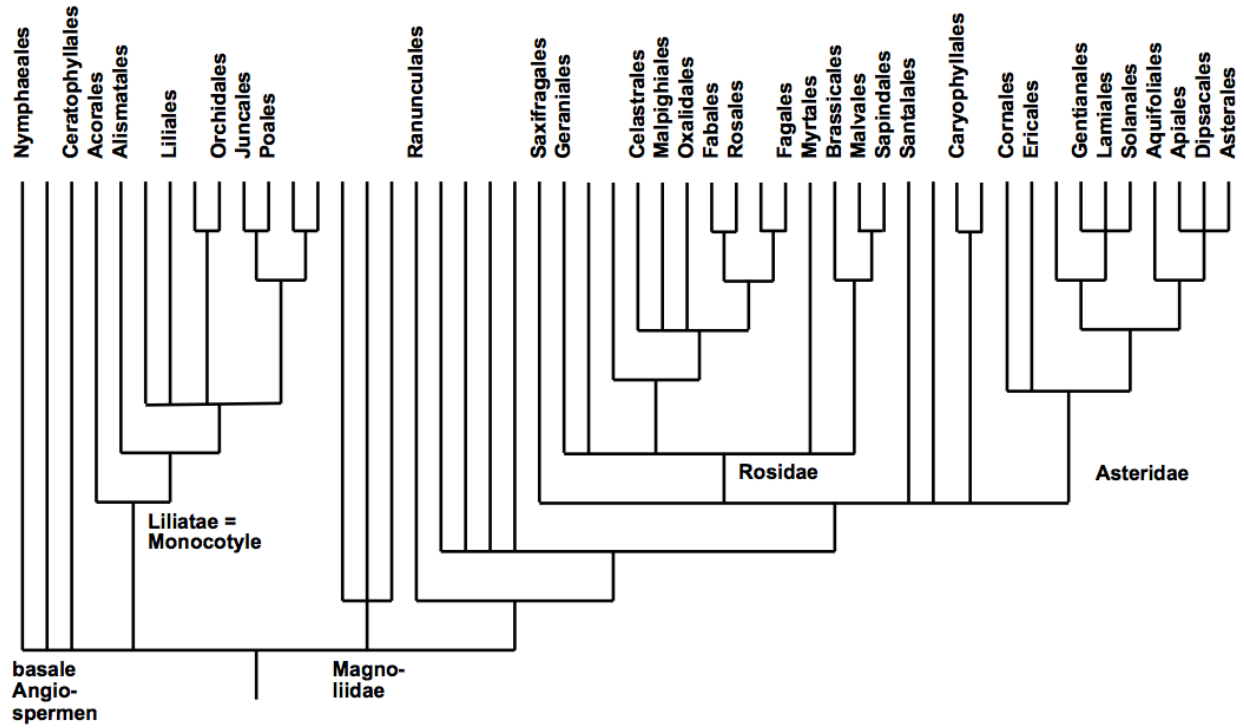 Nymphaeales
Ceratophyllales
Acorales
Alismatales
Liliales
Orchidales
Juncales
Poales
Ranunculales
Saxifragales
Geraniales
Celastrales
Malpighiales
Oxalidales
Fabales
Rosales
Fagales
Myrtales
Brassicales
Malvales
Sapindales
Santalales
Caryophyllales
Cornales
Ericales
Gentianales
Lamiales
Solanales
Aquifoliales
Apiales
Dipsacales
Asterales
Rosidae
Asteridae
Liliatae =
Monocotyle
basale
Angio-
spermen
Magno-
liidae